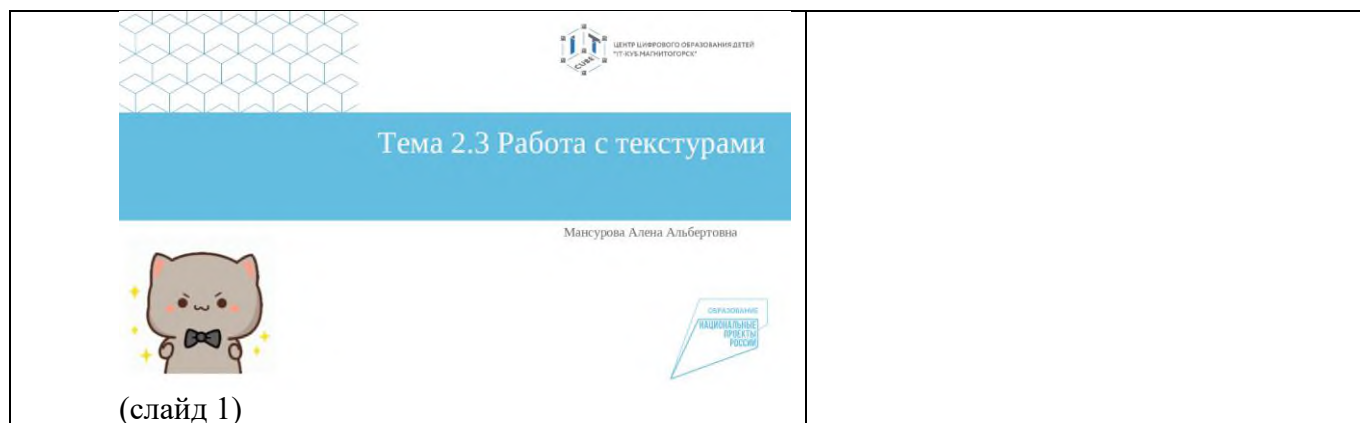 I T
CUBE
ЦЕНТР ЦИФРОВОГО ОБРАЗОВАНИЯ ДЕТЕЙ
"IT-КУБ.МАГНИТОГОРСК"
Тема 2.3 Работа с текстурами
Мансурова Алена Альбертовна
ОБРАЗОВАНИЕ
НАЦИОНАЛЬНЫЕ
ПРОЕКТЫ
РОССИИ
(слайд 1)